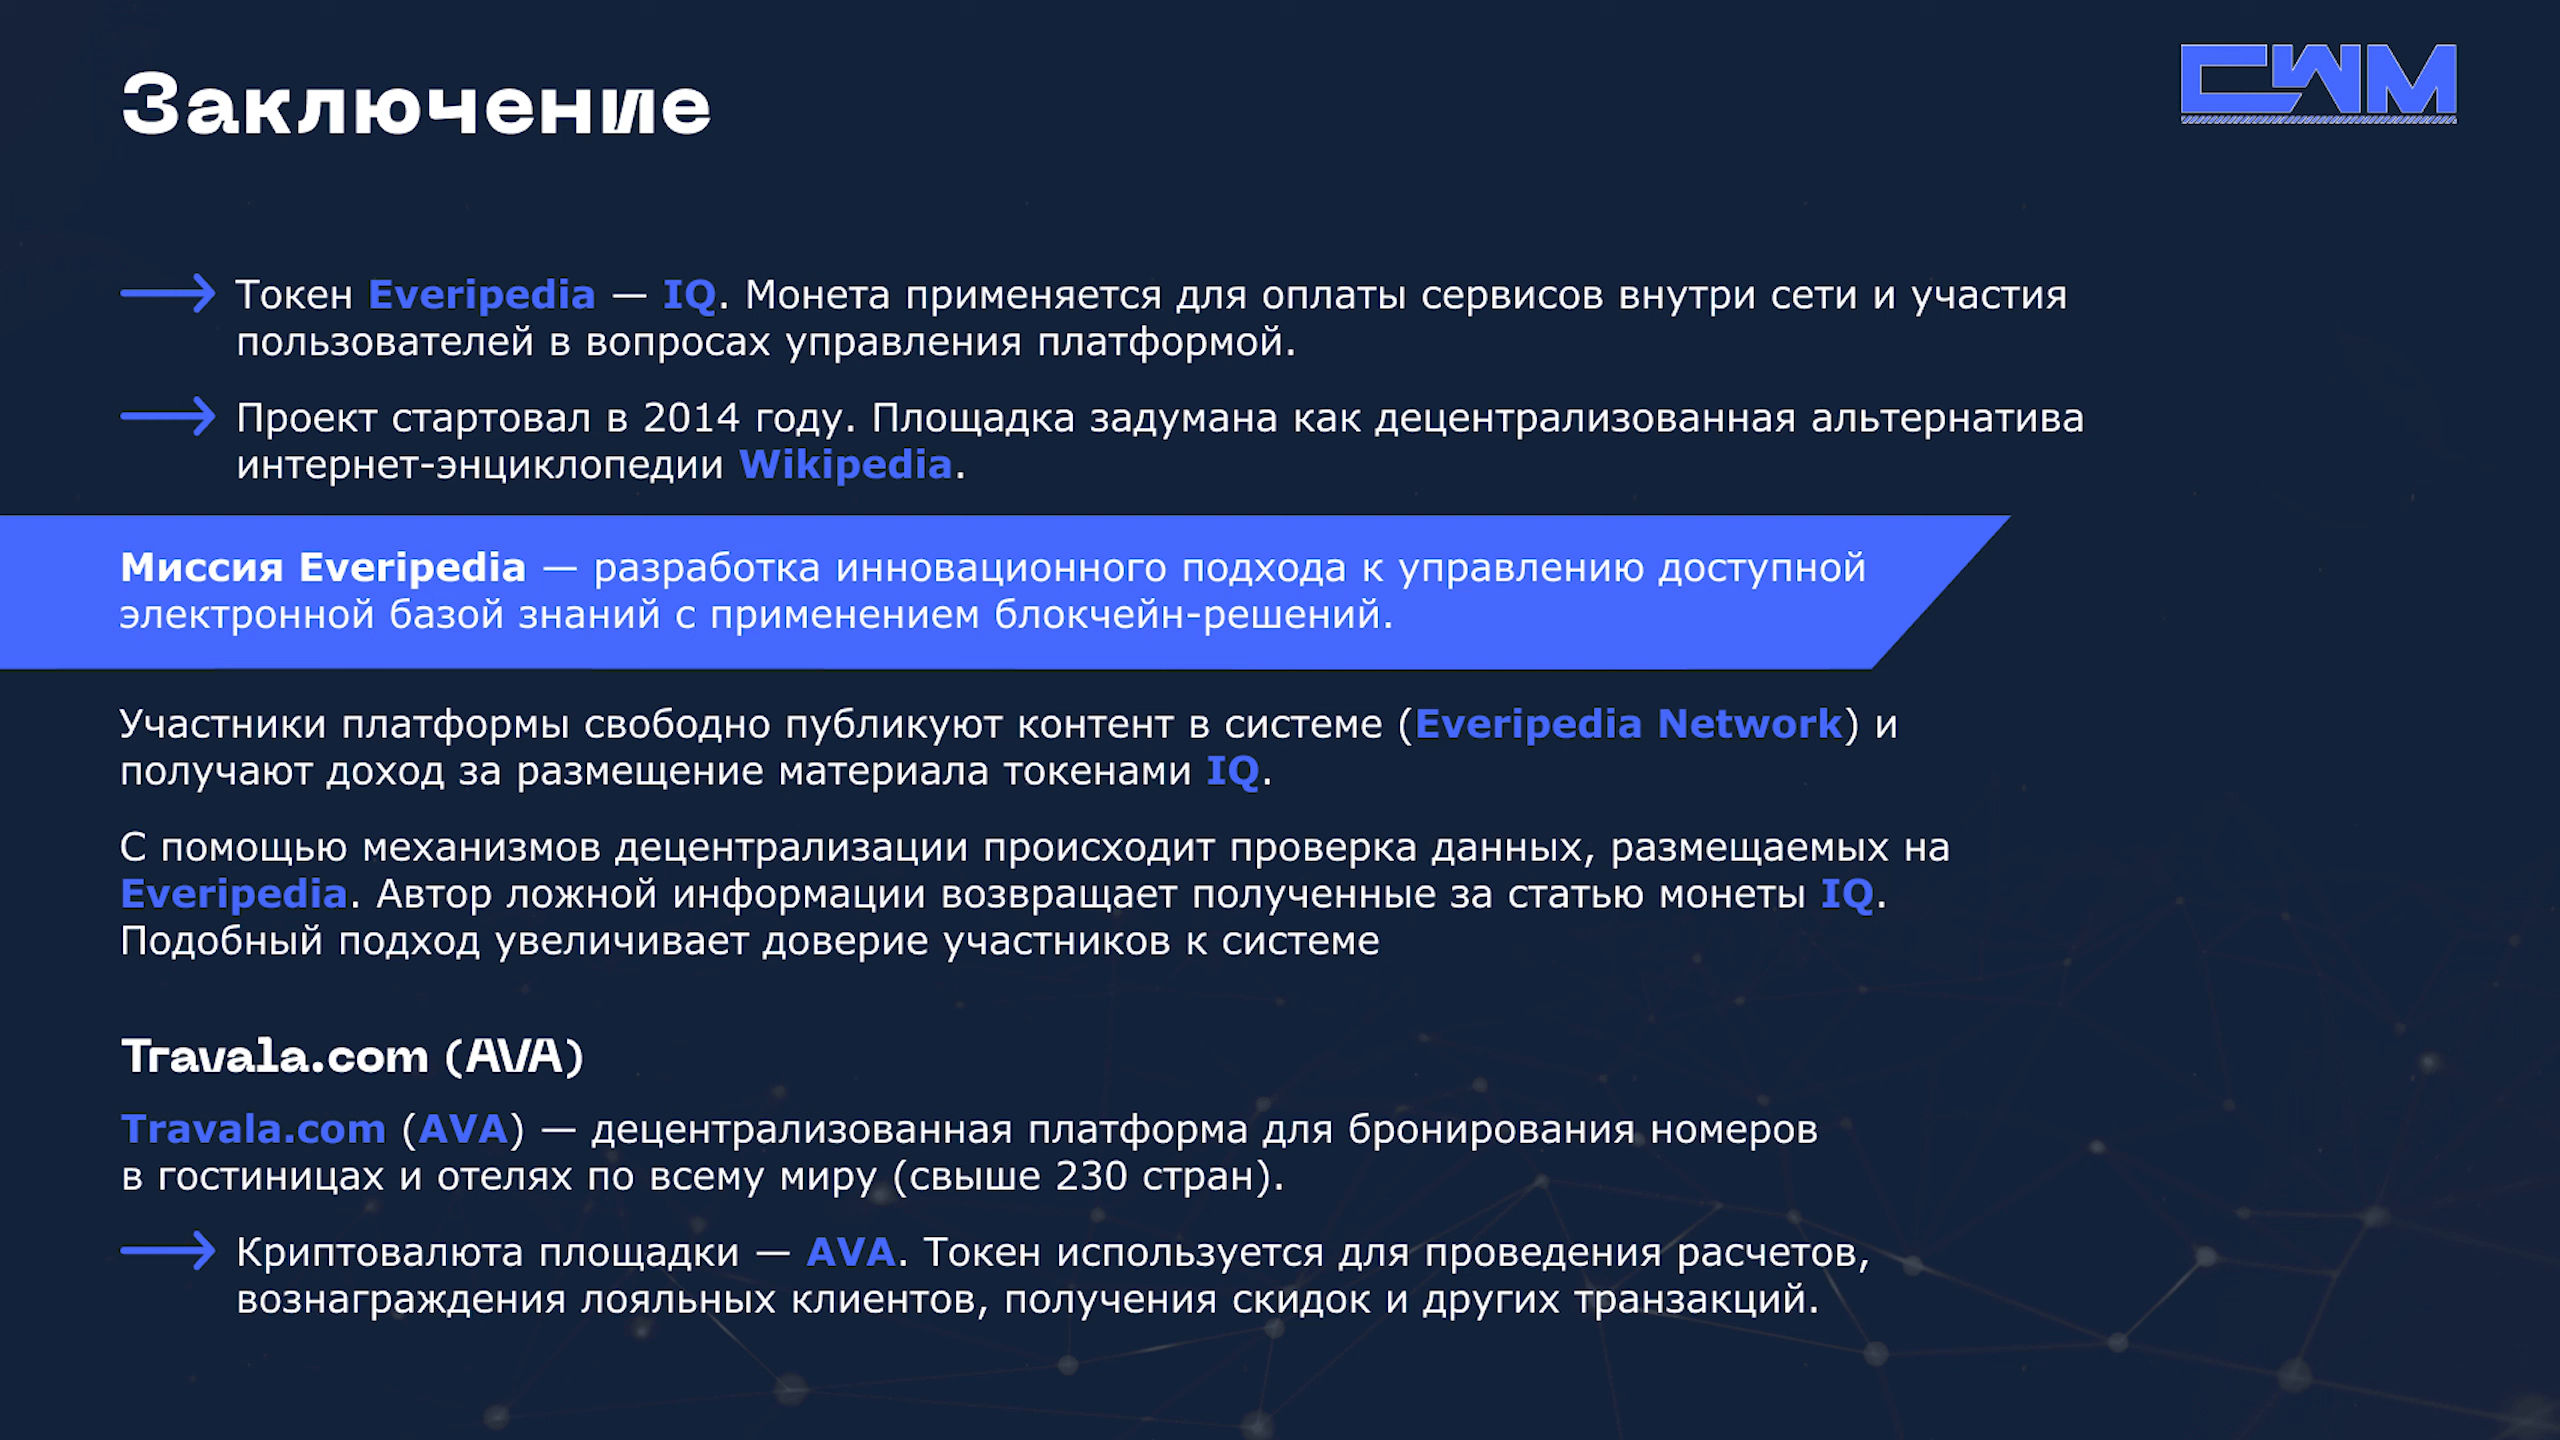 Заключение
CWM
Токен Everipedia — IQ. Монета применяется для оплаты сервисов внутри сети и участия
пользователей в вопросах управления платформой.
Проект стартовал в 2014 году. Площадка задумана как децентрализованная альтернатива
интернет-энциклопедии Wikipedia.
Миссия Everipedia — разработка инновационного подхода к управлению доступной
электронной базой знаний с применением блокчейн-решений.
Участники платформы свободно публикуют контент в системе (Everipedia Network) и
получают доход за размещение материала токенами IQ.
С помощью механизмов децентрализации происходит проверка данных, размещаемых на
Everipedia. Автор ложной информации возвращает полученные за статью монеты IQ.
Подобный подход увеличивает доверие участников к системе
Travala.com (AVA)
Travala.com (AVA) — децентрализованная платформа для бронирования номеров
в гостиницах и отелях по всему миру (свыше 230 стран).
Криптовалюта площадки — AVA. Токен используется для проведения расчетов,
вознаграждения лояльных клиентов, получения скидок и других транзакций.